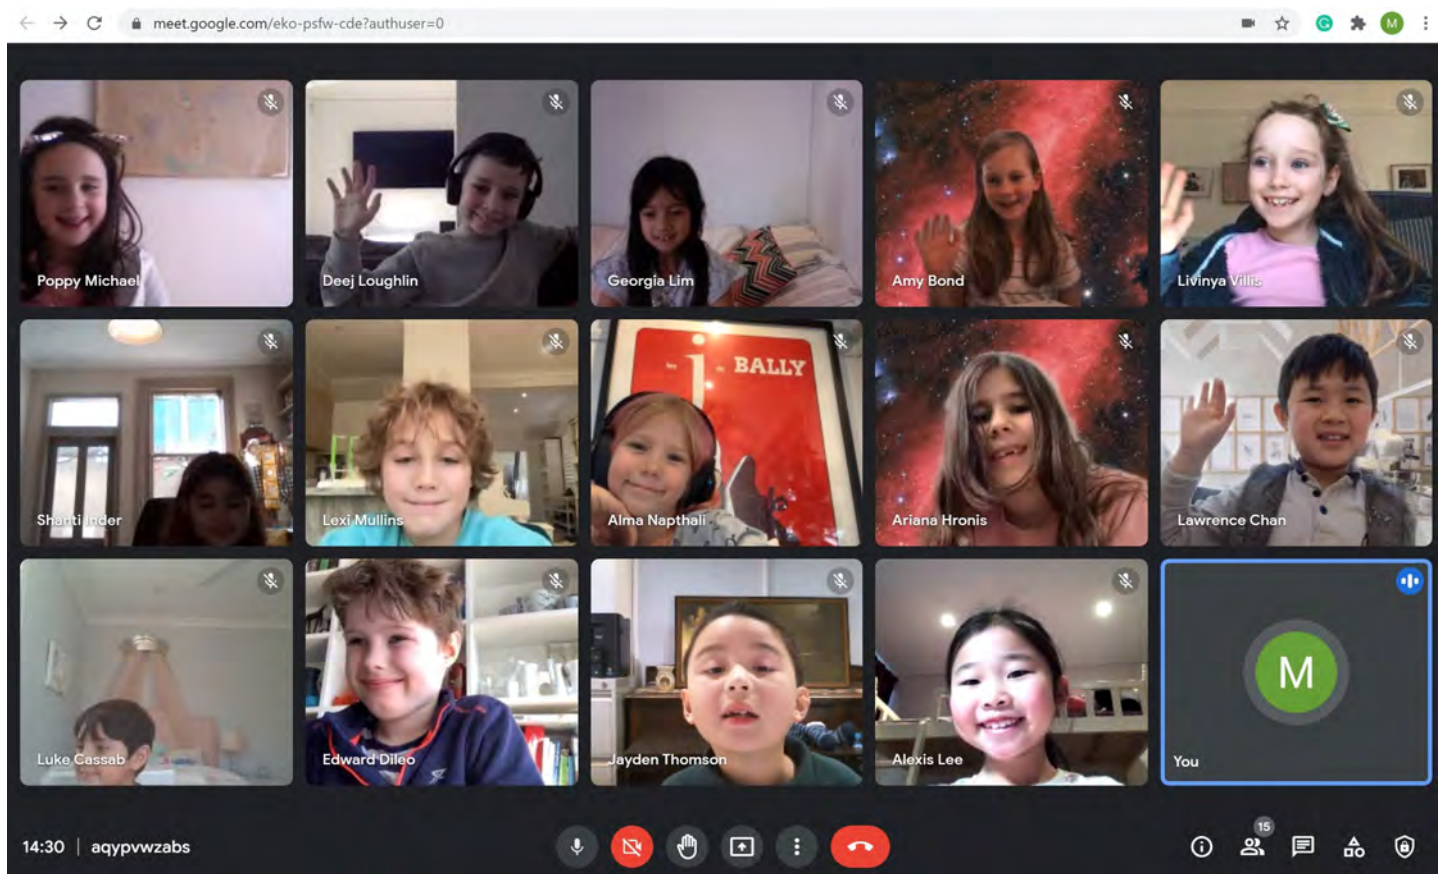 meet.google.com/eko-psfw-cde?authuser=0
M
Poppy Michael
Deej Loughlin
Georgia Lim
Amy Bond
Livinya Villis
BALLY
Shanti Inder
Lexi Mullins
Alma Napthali
Ariana Hronis
Lawrence Chan
M
Luke Cassab
Edward Dileo
Jayden Thomson
Alexis Lee
You
14:30 | aqypvwzabs
15